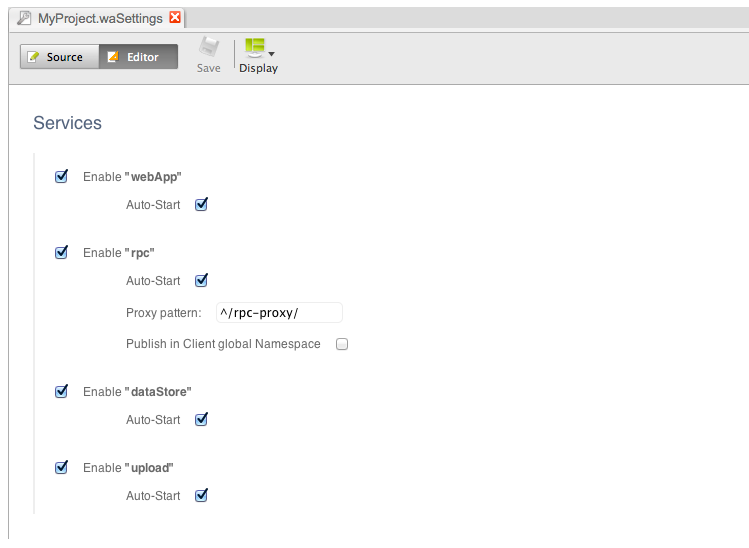 MyProject.waSettings
Source Editor Save Display
Services
Enable "webApp"
Auto-Start
Enable "rpc"
Auto-Start
Proxy pattern: ^/rpc-proxy/
Publish in Client global Namespace
Enable "dataStore"
Auto-Start
Enable "upload"
Auto-Start